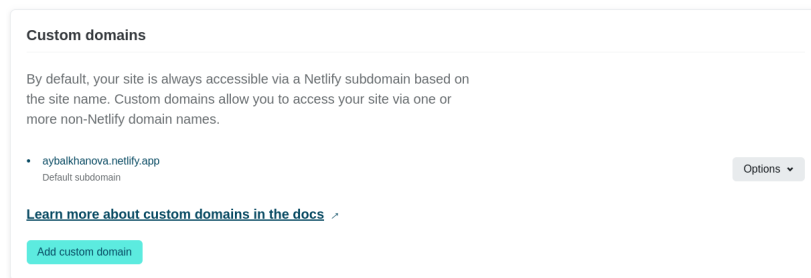 Custom domains
By default, your site is always accessible via a Netlify subdomain based on
the site name. Custom domains allow you to access your site via one or
more non-Netlify domain names.
aybalkhanova.netlify.app
Options
Default subdomain
Learn more about custom domains in the docs
Add custom domain